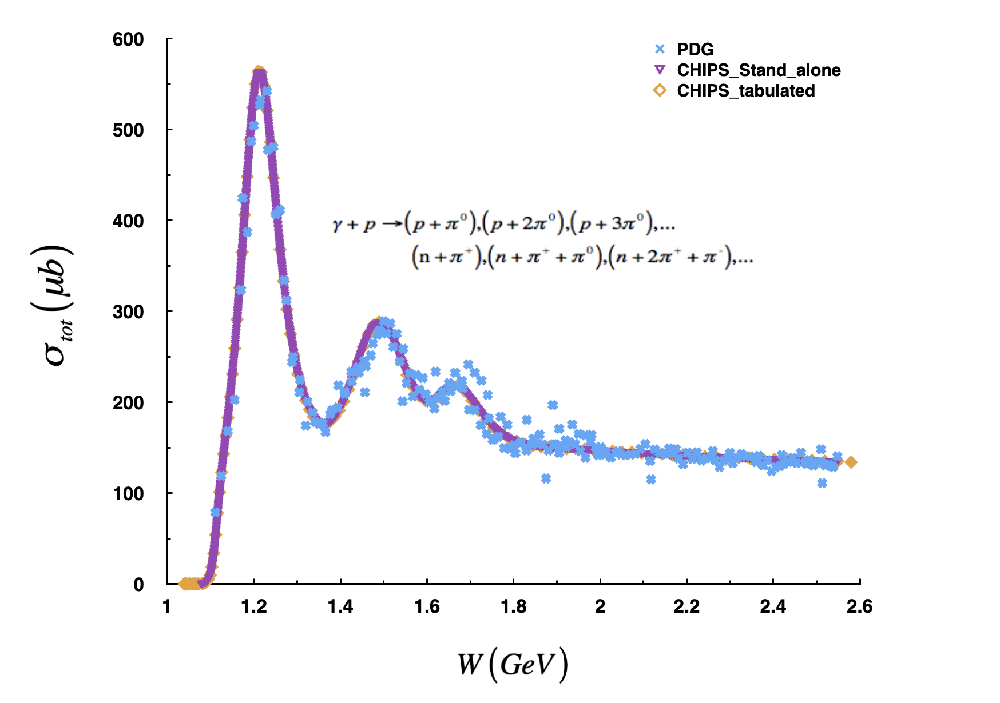 600
500
400
300
200
100
0
1 1.2 1.4 1.6 1.8 2 2.2 2.4 2.6
σ_tot (μb)
W (GeV)
PDG
CHIPS_Stand_alone
CHIPS_tabulated
γ + p → (p + π⁰),(p + 2π⁰),(p + 3π⁰),...
(n + π⁺),(n + π⁺ + π⁰),(n + 2π⁺ + π⁻),...